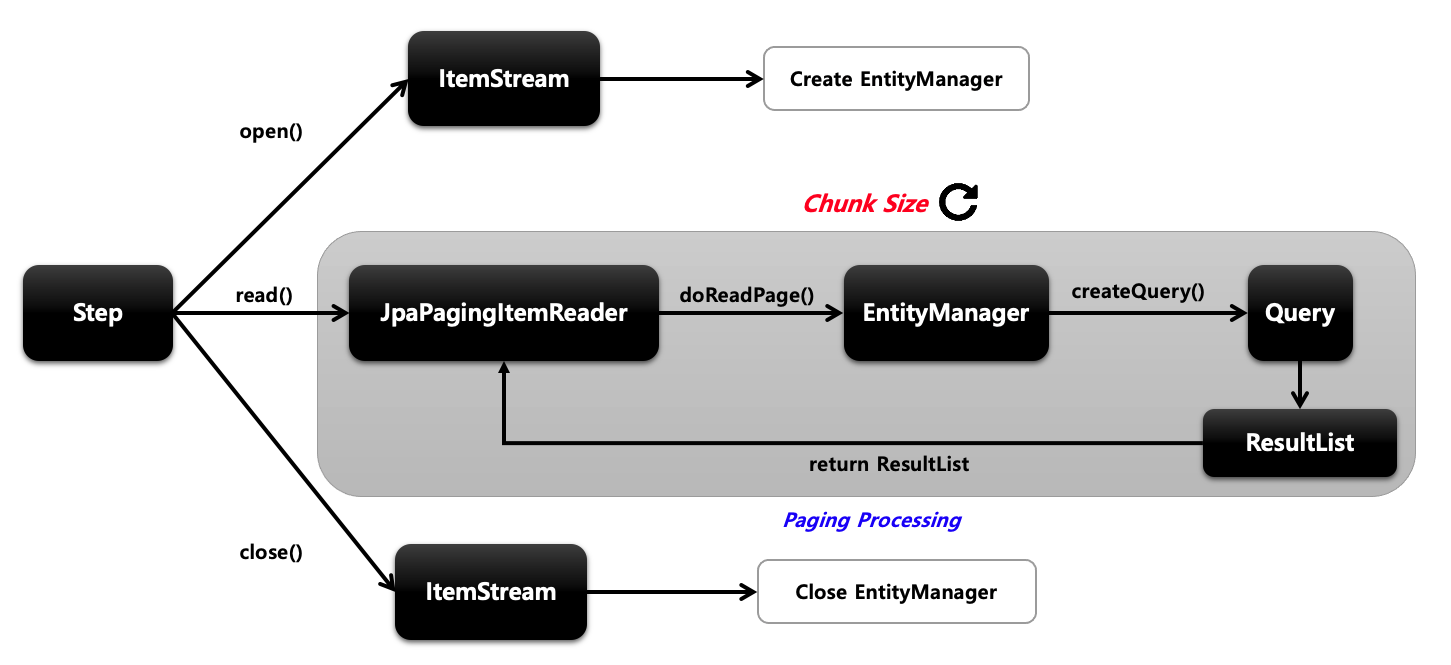 ItemStream
Create EntityManager
open()
Chunk Size
Step
read()
JpaPagingItemReader
doReadPage()
EntityManager
createQuery()
Query
ResultList
return ResultList
Paging Processing
close()
ItemStream
Close EntityManager